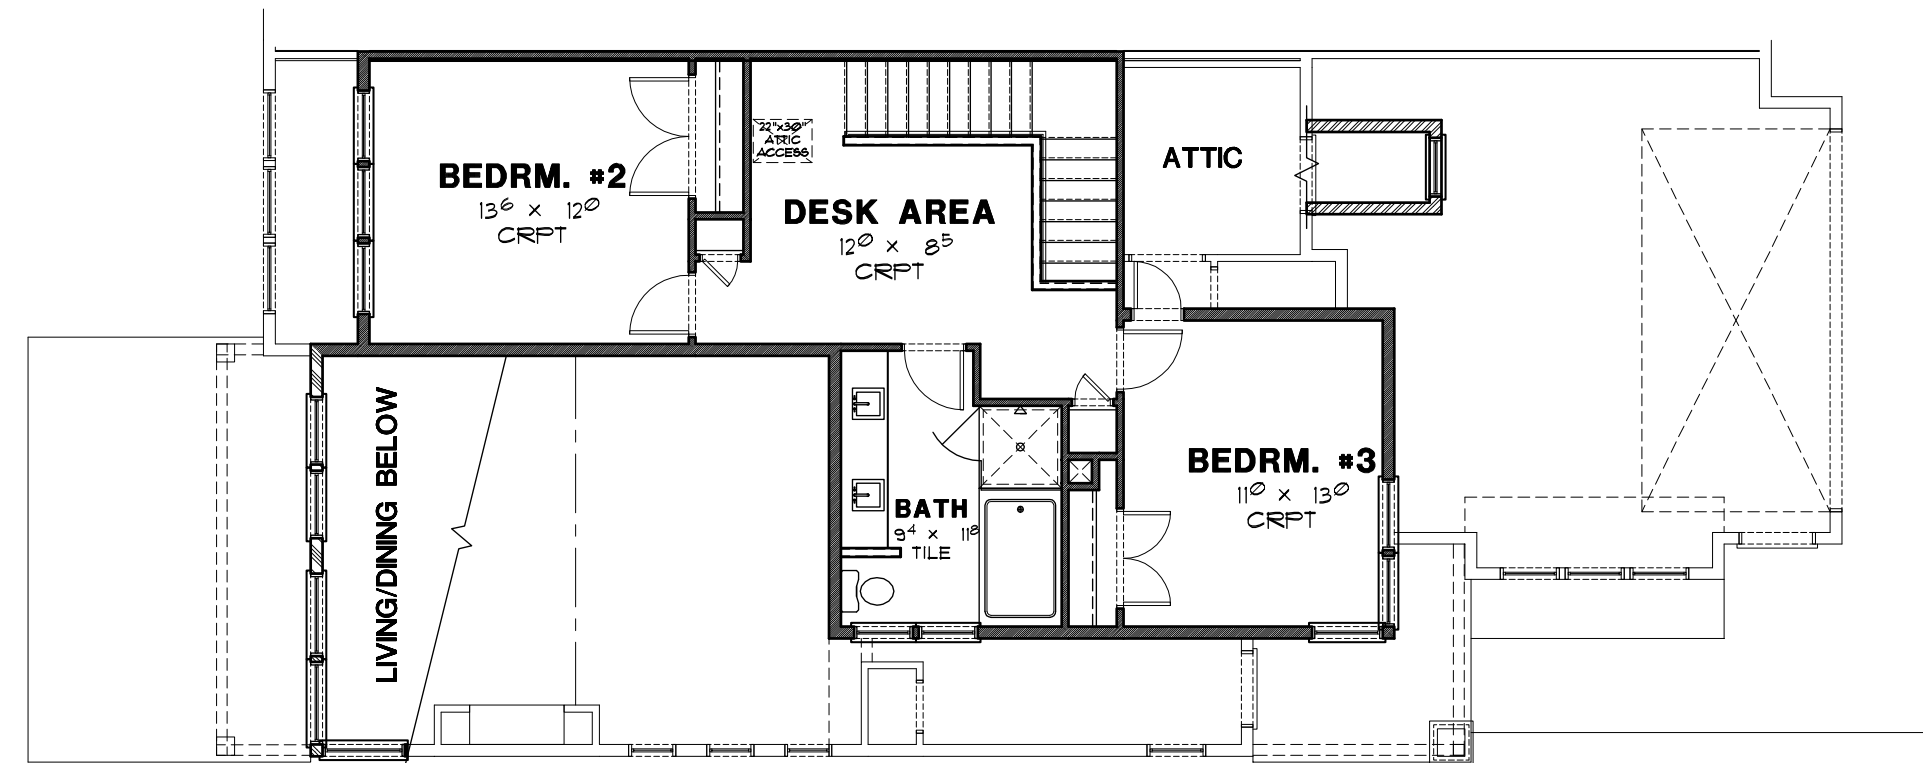 BEDRM. #2
13⁶ x 12⁰
CRPT
22"x30"
ATTIC
ACCESS
DESK AREA
12⁰ x 8⁵
CRPT
ATTIC
LIVING/DINING BELOW
BATH
9⁴ x 11⁸
TILE
BEDRM. #3
11⁰ x 13⁰
CRPT